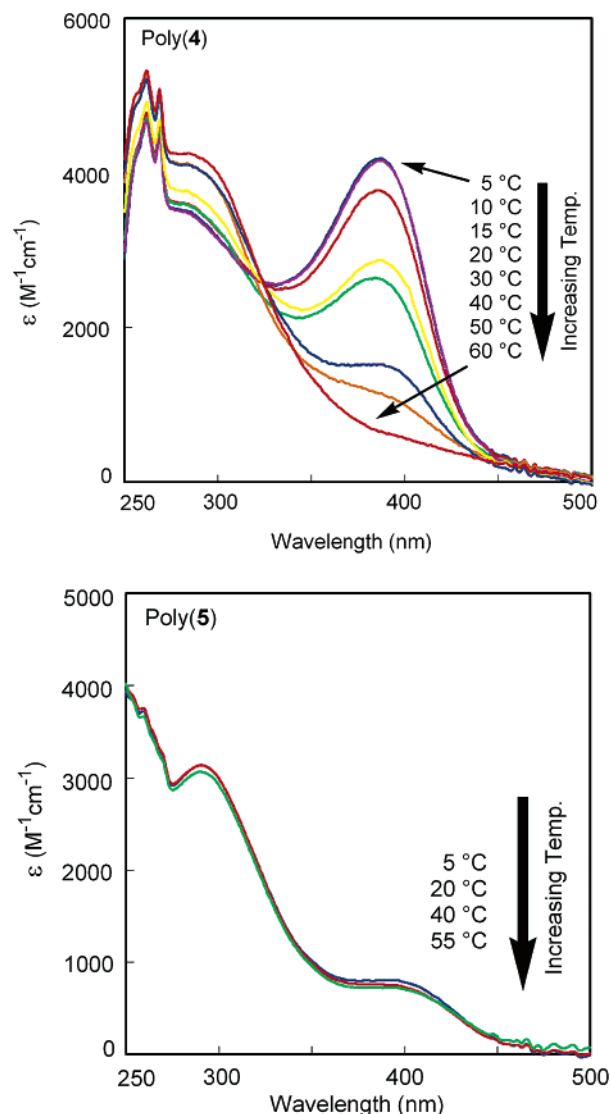 6000
Poly(4)
4000
2000
0
ε (M⁻¹cm⁻¹)
5 °C
10 °C
15 °C
20 °C
30 °C
40 °C
50 °C
60 °C
Increasing Temp.
250 300 400 500
Wavelength (nm)
5000
Poly(5)
4000
3000
2000
1000
0
ε (M⁻¹cm⁻¹)
5 °C
20 °C
40 °C
55 °C
Increasing Temp.
250 300 400 500
Wavelength (nm)